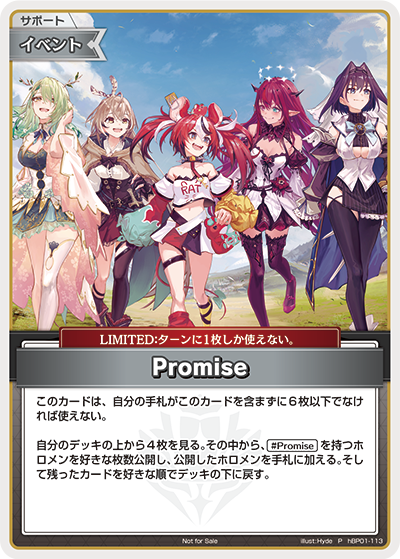 サポート
イベント
RAT
LIMITED:ターンに1枚しか使えない。
Promise
このカードは、自分の手札がこのカードを含まずに6枚以下でなけ
れば使えない。
自分のデッキの上から4枚を見る。その中から、#Promiseを持つホ
ロメンを好きな枚数公開し、公開したホロメンを手札に加える。そし
て残ったカードを好きな順でデッキの下に戻す。
Not for Sale
illust:Hyde P hBP01-113